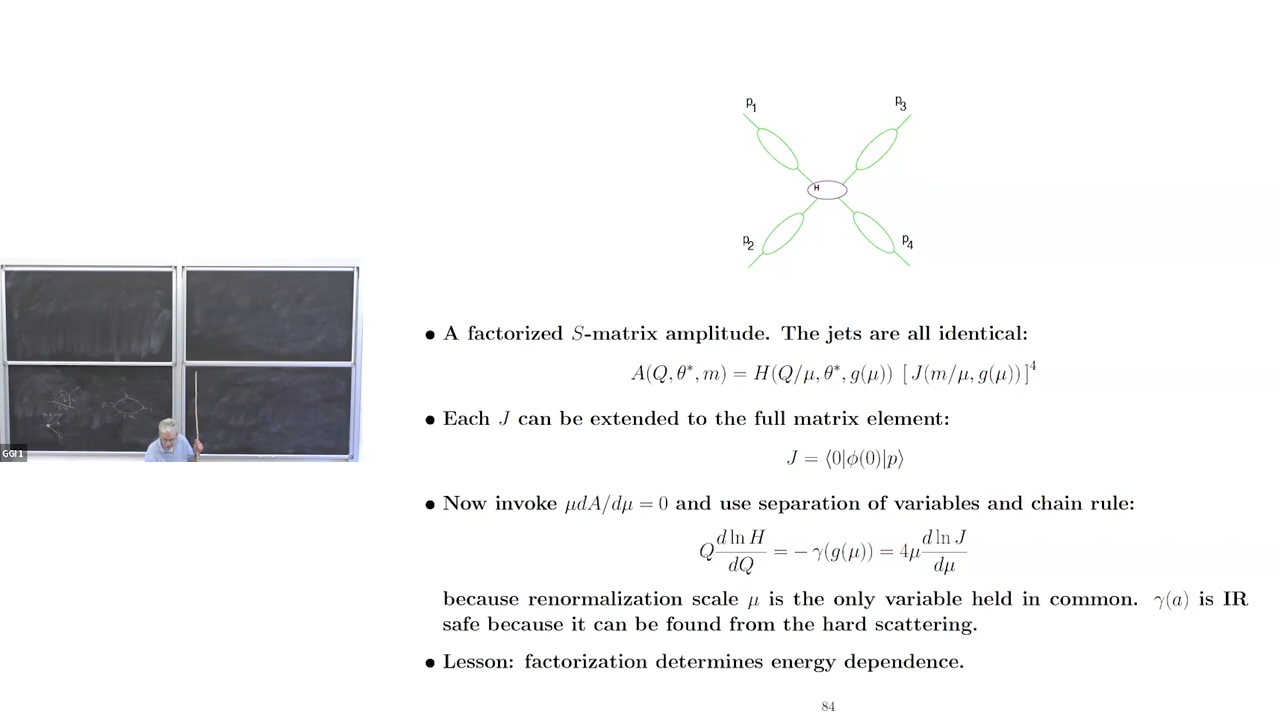 p₁ p₃
H
p₂ p₄
GGI1
• A factorized S-matrix amplitude. The jets are all identical:
A(Q, θ*, m) = H(Q/μ, θ*, g(μ)) [ J(m/μ, g(μ)) ]⁴
• Each J can be extended to the full matrix element:
J = ⟨0|φ(0)|p⟩
• Now invoke μdA/dμ = 0 and use separation of variables and chain rule:
Q d ln H / dQ = − γ(g(μ)) = 4μ d ln J / dμ
because renormalization scale μ is the only variable held in common. γ(a) is IR
safe because it can be found from the hard scattering.
• Lesson: factorization determines energy dependence.
84